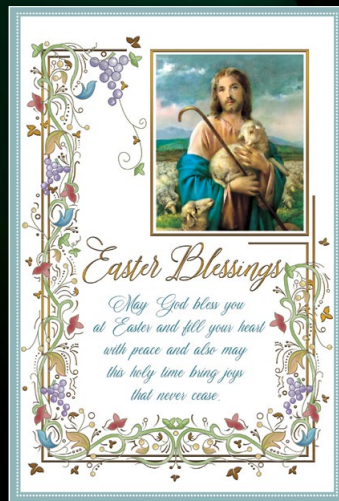 Easter Blessings
May God bless you
at Easter and fill your heart
with peace and also may
this holy time bring joys
that never cease.